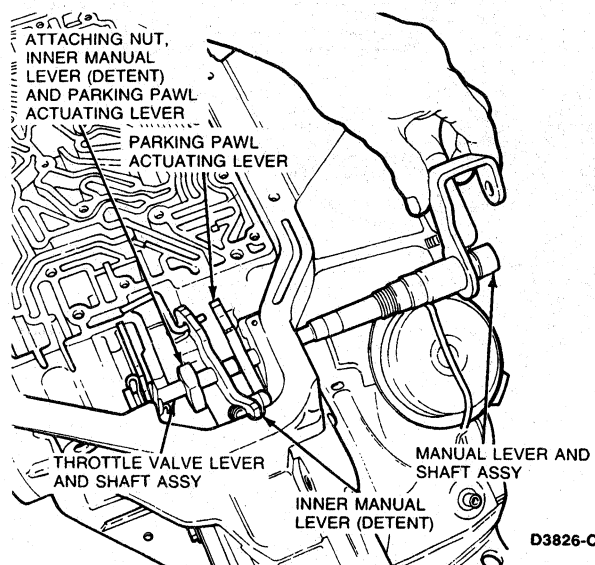 ATTACHING NUT,
INNER MANUAL
LEVER (DETENT)
AND PARKING PAWL
ACTUATING LEVER
PARKING PAWL
ACTUATING LEVER
THROTTLE VALVE LEVER
AND SHAFT ASSY
INNER MANUAL
LEVER (DETENT)
MANUAL LEVER AND
SHAFT ASSY
D3826-C